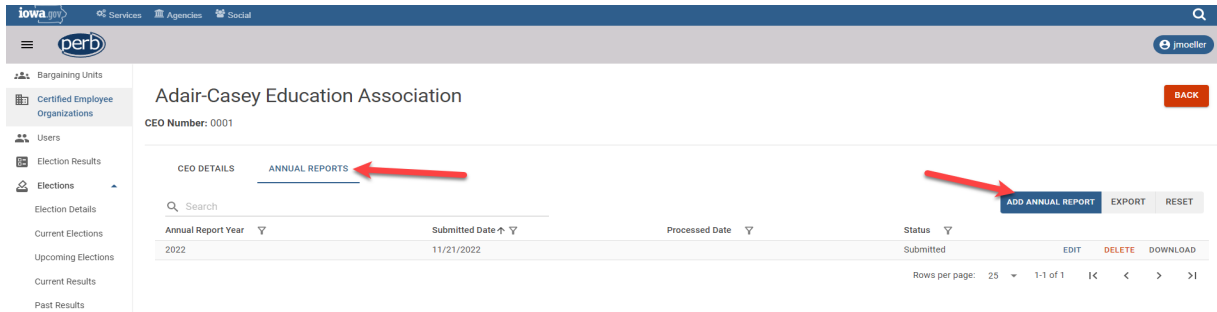 iowa.gov Services Agencies Social
perb jmoeller
Bargaining Units
Certified Employee
Organizations
Users
Election Results
Elections
Election Details
Current Elections
Upcoming Elections
Current Results
Past Results
Adair-Casey Education Association BACK
CEO Number: 0001
CEO DETAILS ANNUAL REPORTS
Search ADD ANNUAL REPORT EXPORT RESET
Annual Report Year Submitted Date Processed Date Status
2022 11/21/2022 Submitted EDIT DELETE DOWNLOAD
Rows per page: 25 1-1 of 1